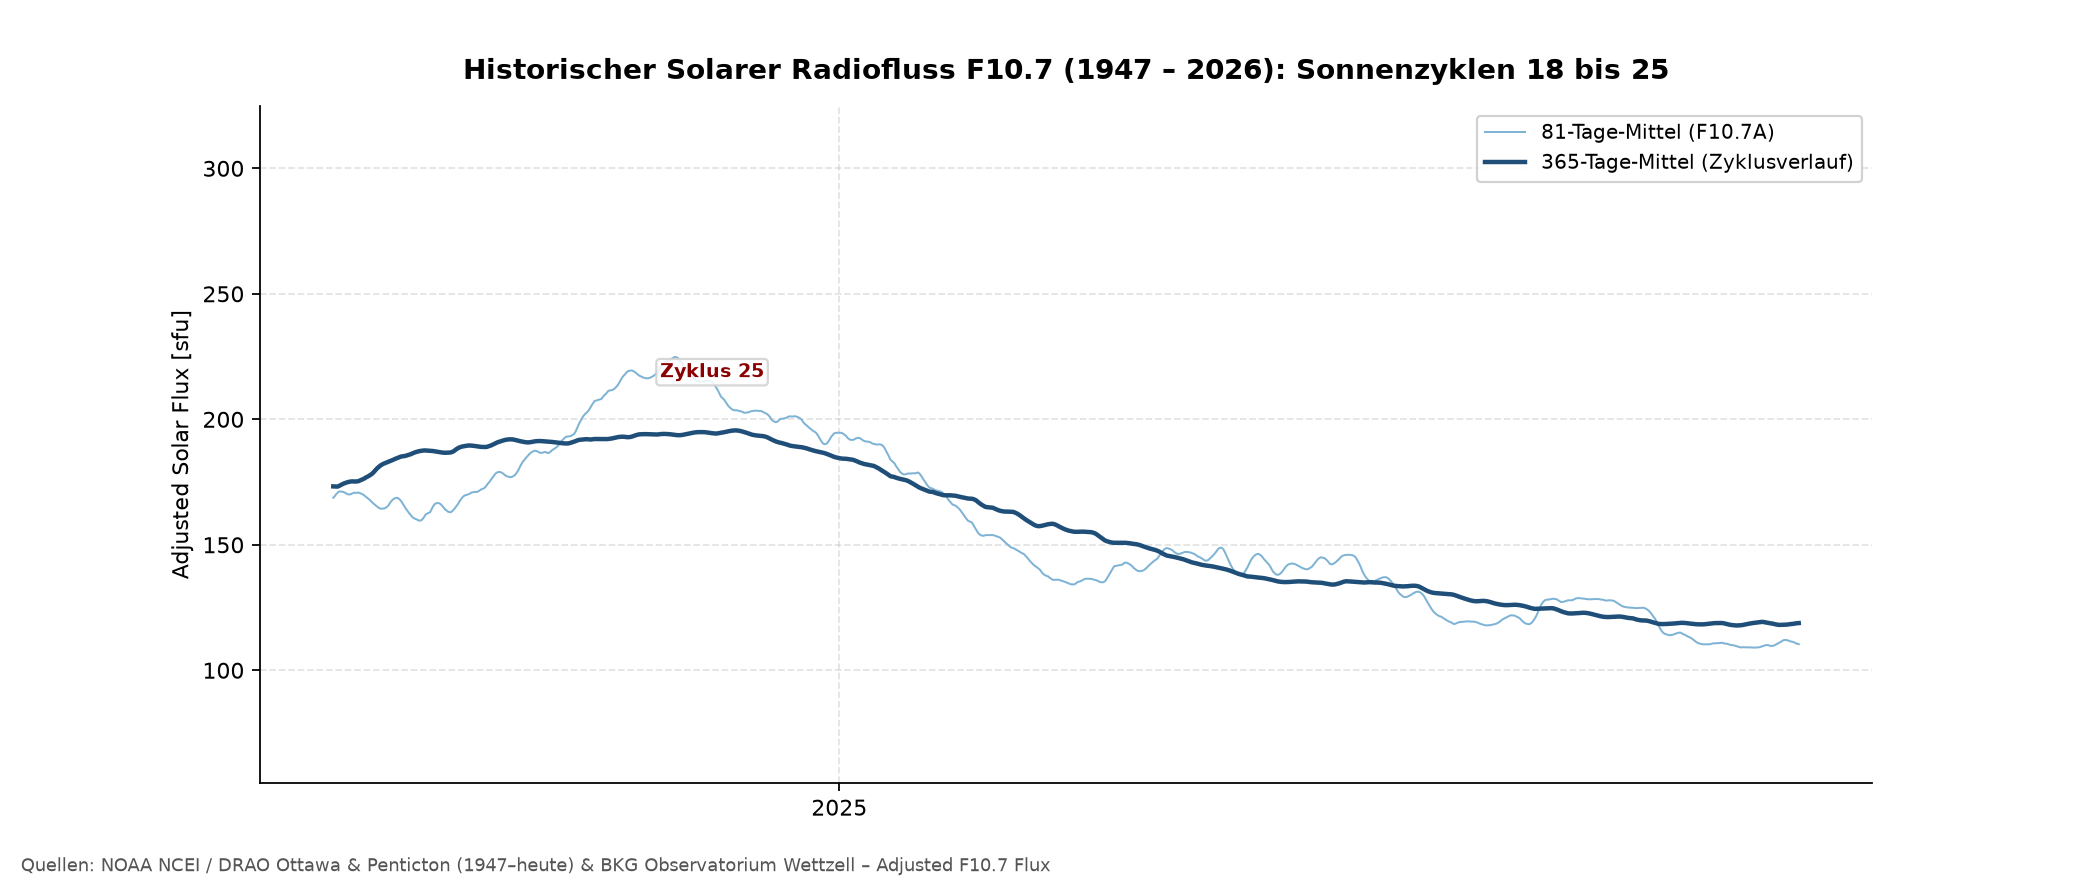 Historischer Solarer Radiofluss F10.7 (1947 – 2026): Sonnenzyklen 18 bis 25
81-Tage-Mittel (F10.7A)
365-Tage-Mittel (Zyklusverlauf)
Adjusted Solar Flux [sfu]
300
250
200
150
100
Zyklus 25
2025
Quellen: NOAA NCEI / DRAO Ottawa & Penticton (1947–heute) & BKG Observatorium Wettzell – Adjusted F10.7 Flux